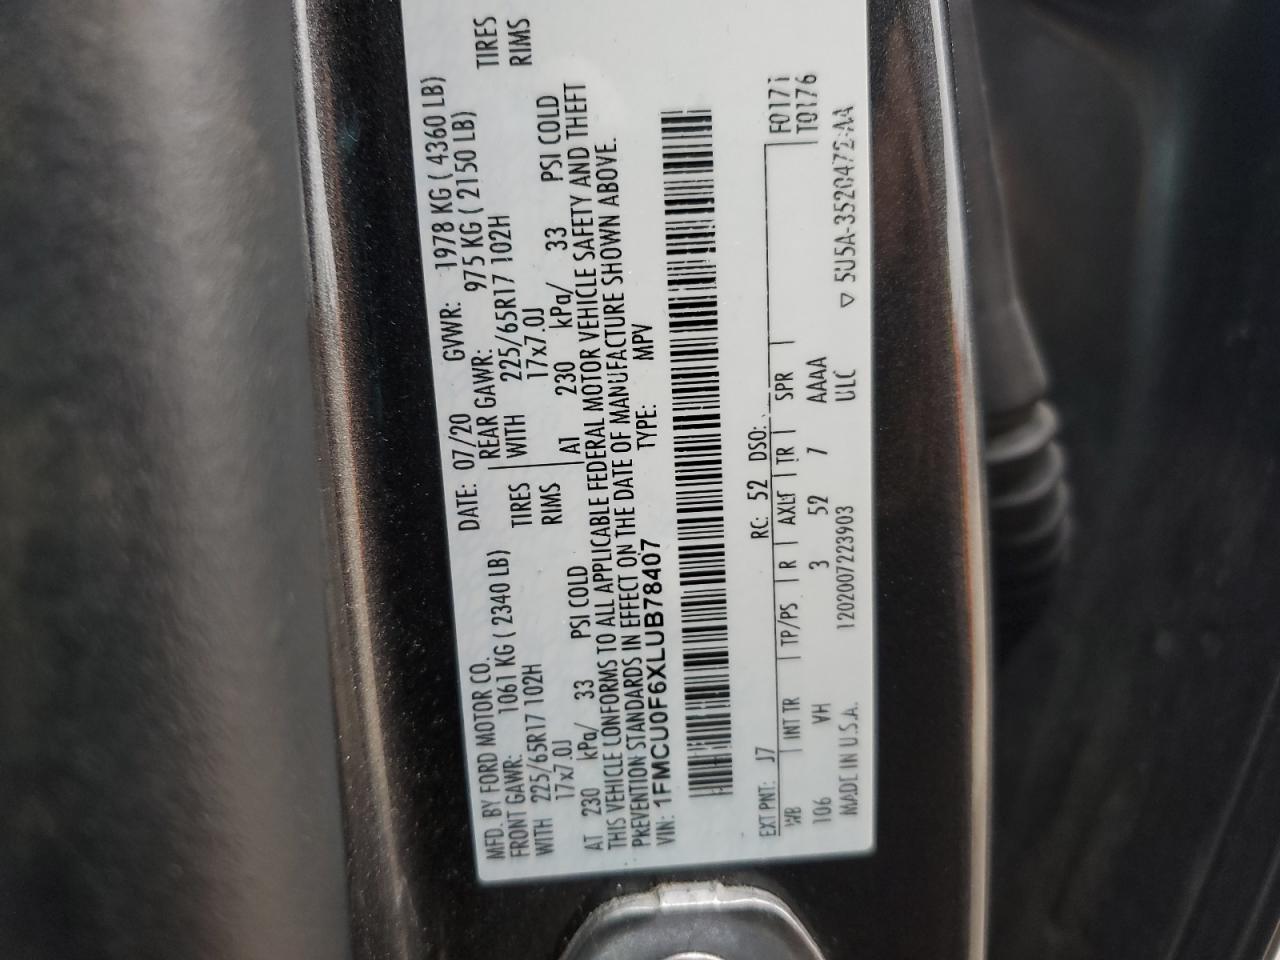 MFD. BY FORD MOTOR CO.
DATE: 07/20 GVWR: 1978 KG ( 4360 LB)
FRONT GAWR: 1061 KG ( 2340 LB) REAR GAWR: 975 KG ( 2150 LB)
WITH 225/65R17 102H TIRES WITH 225/65R17 102H TIRES
17x7.0J RIMS 17x7.0J RIMS
AT 230 kPa/ 33 PSI COLD AT 230 kPa/ 33 PSI COLD
THIS VEHICLE CONFORMS TO ALL APPLICABLE FEDERAL MOTOR VEHICLE SAFETY AND THEFT
PREVENTION STANDARDS IN EFFECT ON THE DATE OF MANUFACTURE SHOWN ABOVE.
VIN: 1FMCU0F6XLUB78407 TYPE: MPV
EXT PNT: J7 RC: 52 DSO: F0171
WB INT TR TP/PS R AXLE TR SPR T0176
106 VH 3 52 7 AAAA
MADE IN U.S.A. 1202007223903 ULC ▽ 5U5A-3520472-AA